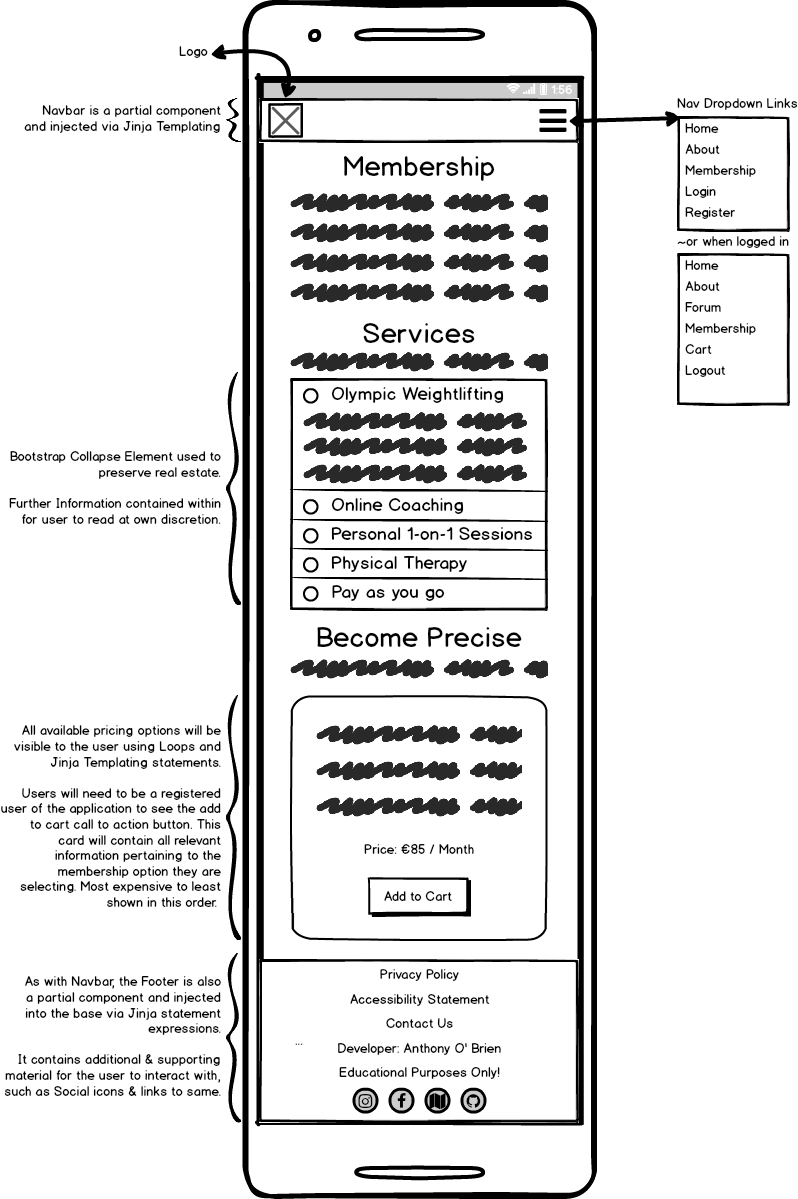 Logo
1:56
Navbar is a partial component
and injected via Jinja Templating
Nav Dropdown Links
Home
About
Membership
Login
Register
~or when logged in
Home
About
Forum
Membership
Cart
Logout
Membership
Services
Olympic Weightlifting
Online Coaching
Personal 1-on-1 Sessions
Physical Therapy
Pay as you go
Bootstrap Collapse Element used to
preserve real estate.
Further Information contained within
for user to read at own discretion.
Become Precise
Price: €85 / Month
Add to Cart
All available pricing options will be
visible to the user using Loops and
Jinja Templating statements.
Users will need to be a registered
user of the application to see the add
to cart call to action button. This
card will contain all relevant
information pertaining to the
membership option they are
selecting. Most expensive to least
shown in this order.
Privacy Policy
Accessibility Statement
Contact Us
...
Developer: Anthony O' Brien
Educational Purposes Only!
As with Navbar, the Footer is also
a partial component and injected
into the base via Jinja statement
expressions.
It contains additional & supporting
material for the user to interact with,
such as Social icons & links to same.